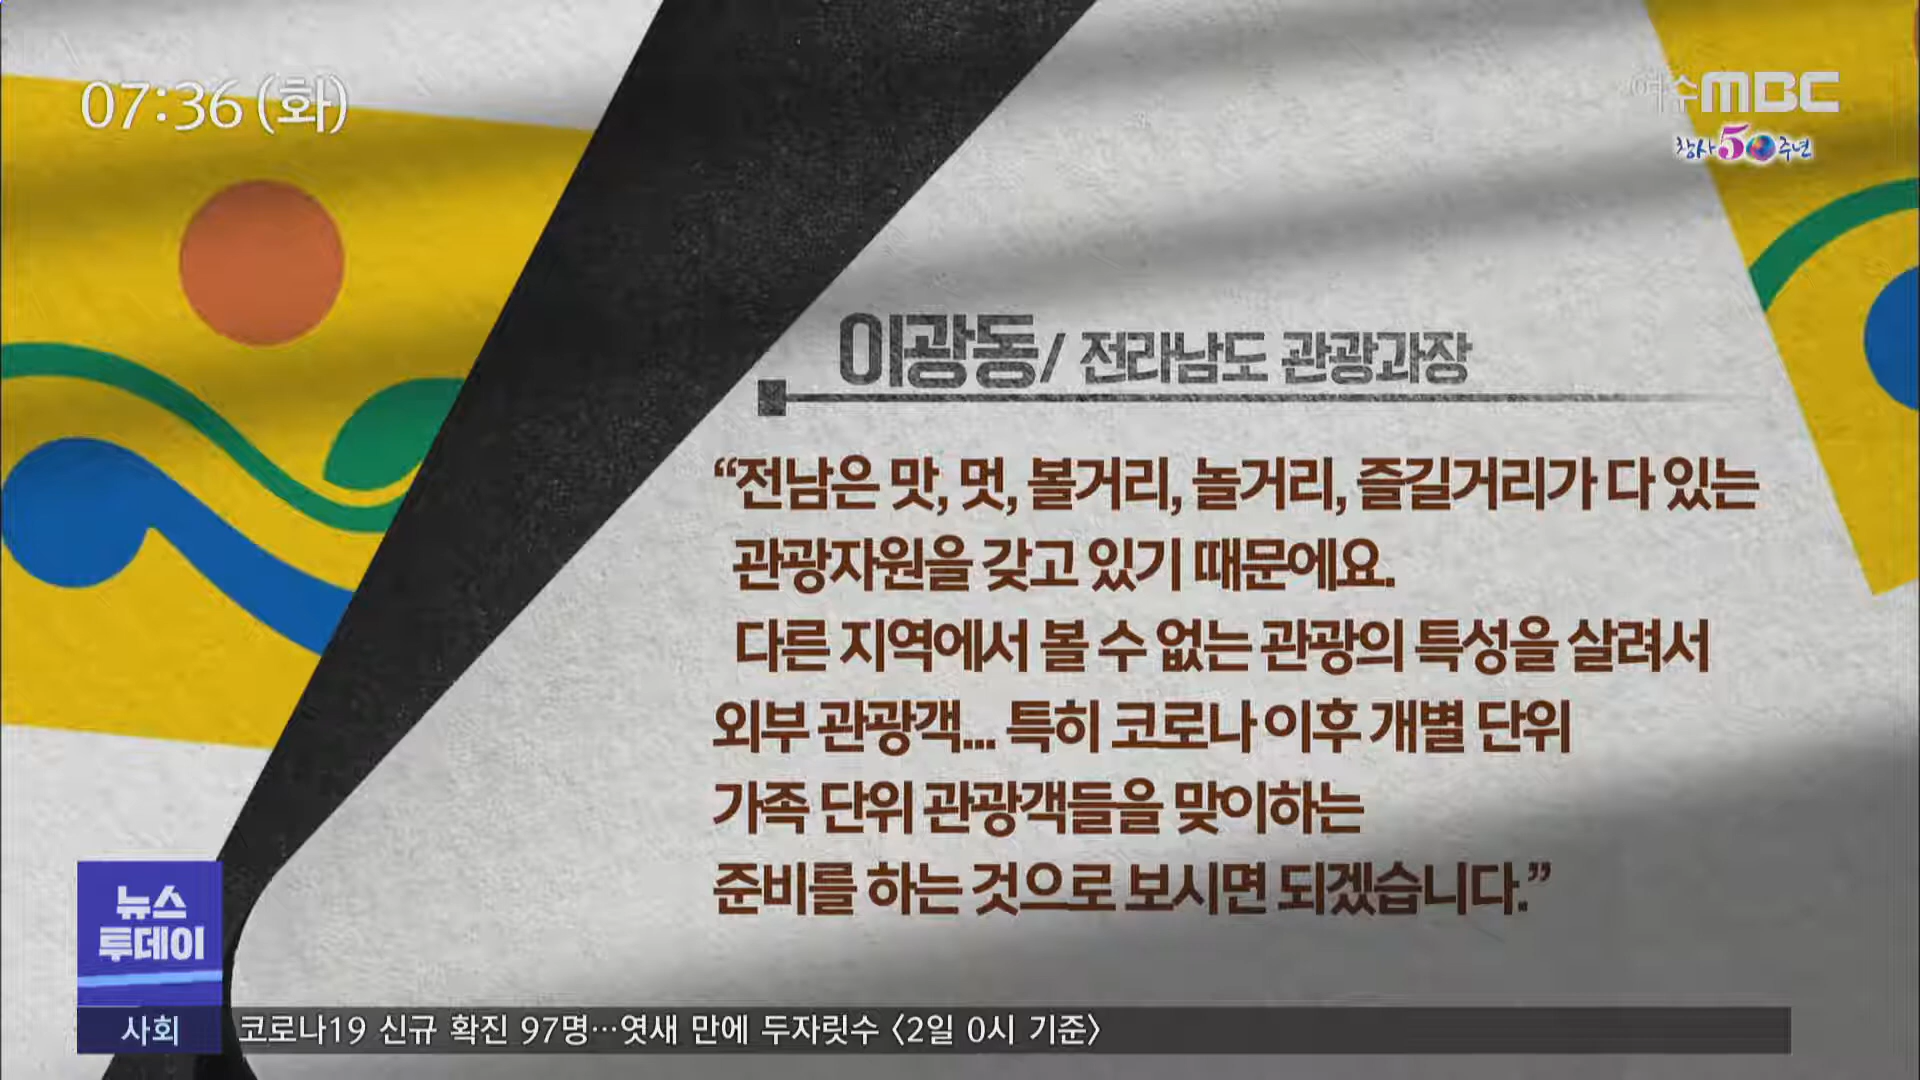 07:36 (화)
여수MBC
창사50주년
이광동/ 전라남도 관광과장
“전남은 맛, 멋, 볼거리, 놀거리, 즐길거리가 다 있는
관광자원을 갖고 있기 때문에요.
다른 지역에서 볼 수 없는 관광의 특성을 살려서
외부 관광객... 특히 코로나 이후 개별 단위
가족 단위 관광객들을 맞이하는
준비를 하는 것으로 보시면 되겠습니다.”
뉴스
투데이
사회
코로나19 신규 확진 97명…엿새 만에 두자릿수 〈2일 0시 기준〉